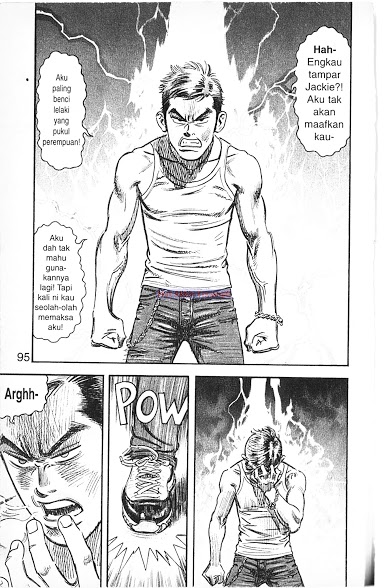 Hah-
Engkau
tampar
Jackie?!
Aku tak
akan
maafkan
kau-
Aku
paling
benci
lelaki
yang
pukul
perempuan!
Aku
dah tak
mahu
guna-
kannya
lagi! Tapi
kali ni kau
seolah-olah
memaksa
aku!
95
Arghh-
POW